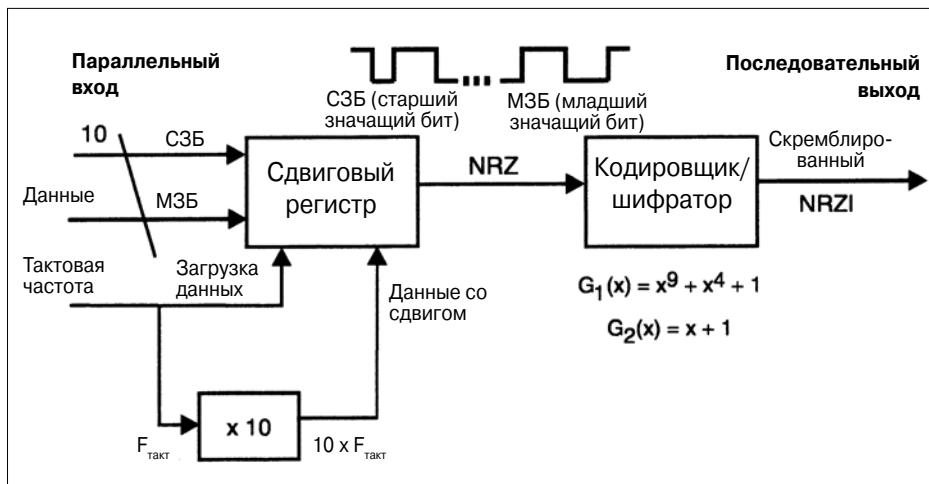 Параллельный
вход
Последовательный
выход
СЗБ (старший
значащий бит)
МЗБ (младший
значащий бит)
10
СЗБ
Данные
МЗБ
Тактовая
частота
Загрузка
данных
Сдвиговый
регистр
NRZ
Кодировщик/
шифратор
Скремблиро-
ванный
NRZI
Данные со
сдвигом
G₁(x) = x⁹ + x⁴ + 1
G₂(x) = x + 1
x 10
Fтакт
10 x Fтакт